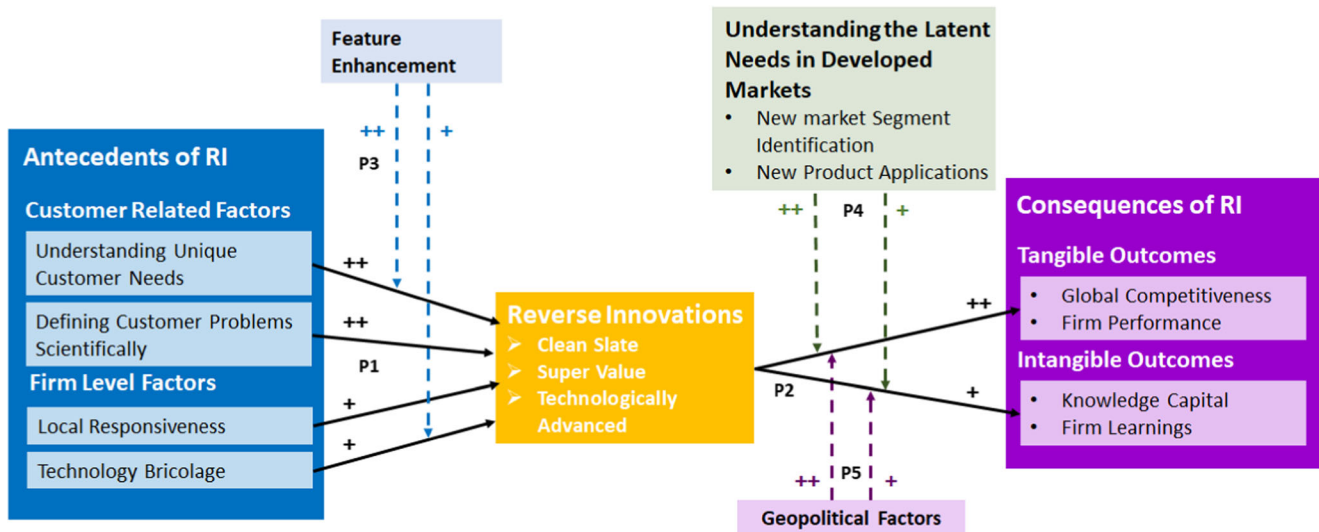 Feature
Enhancement
++
+
P3
Understanding the Latent
Needs in Developed
Markets
• New market Segment
Identification
• New Product Applications
++
P4
+
Antecedents of RI
Customer Related Factors
Understanding Unique
Customer Needs
Defining Customer Problems
Scientifically
Firm Level Factors
Local Responsiveness
Technology Bricolage
++
++
P1
+
+
Reverse Innovations
➢ Clean Slate
➢ Super Value
➢ Technologically
Advanced
P2
++
+
Consequences of RI
Tangible Outcomes
• Global Competitiveness
• Firm Performance
Intangible Outcomes
• Knowledge Capital
• Firm Learnings
++
P5
+
Geopolitical Factors